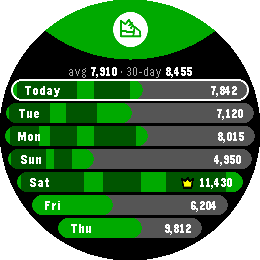 avg 7,910 · 30-day 8,455
Today 7,842
Tue 7,120
Mon 8,015
Sun 4,950
Sat 11,430
Fri 6,204
Thu 9,812